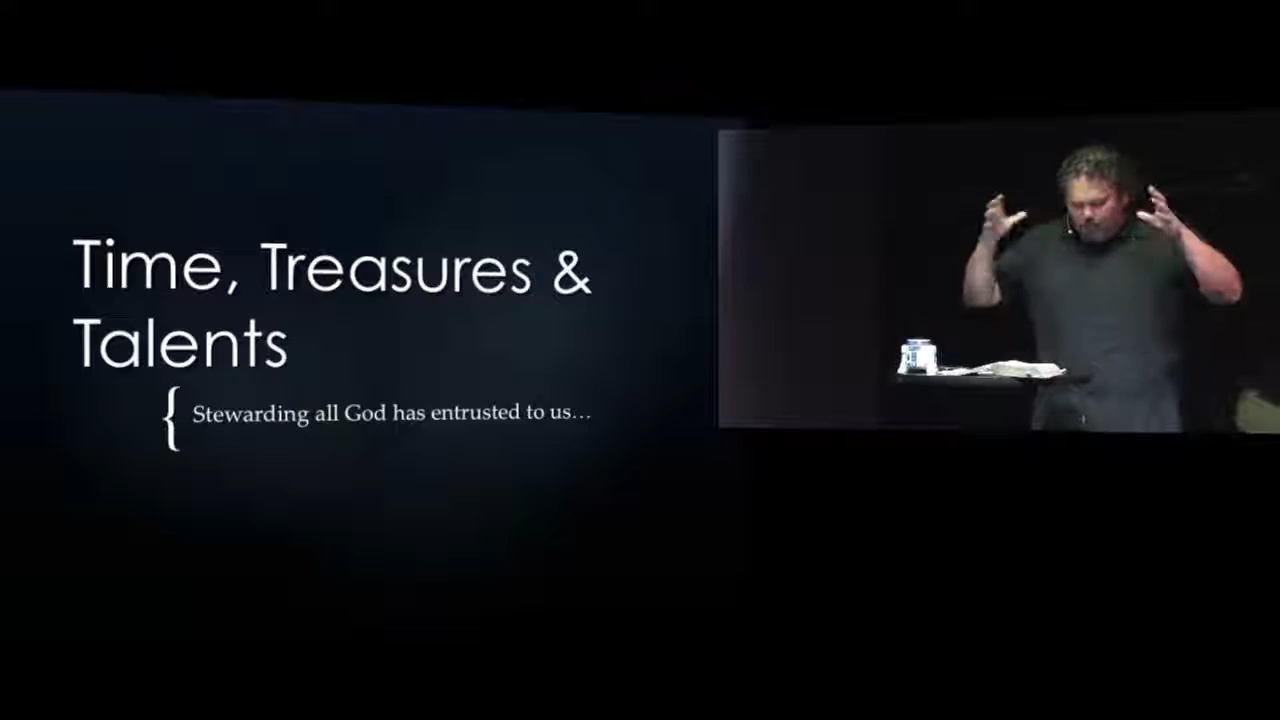 Time, Treasures &
Talents
{ Stewarding all God has entrusted to us…